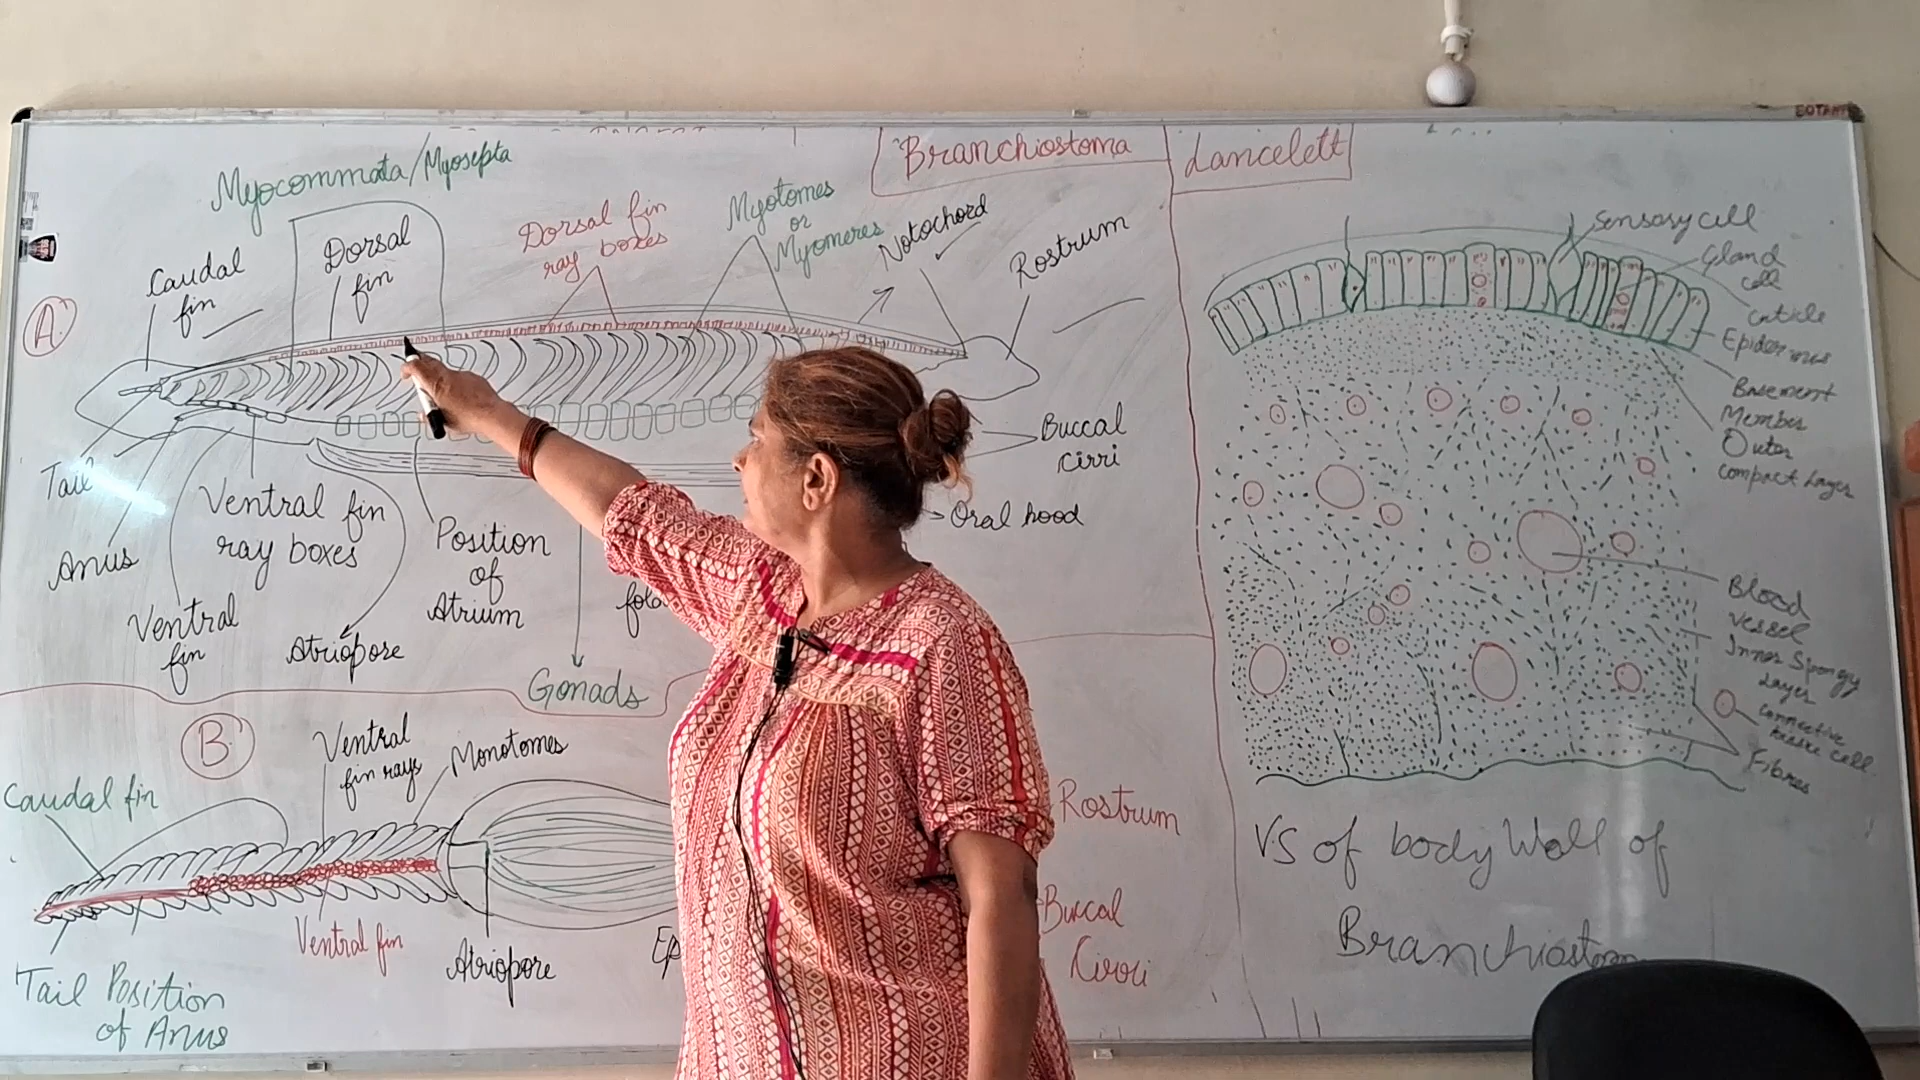 Branchiostoma
Lancelett
Myocommata/Myosepta
Caudal
fin
Dorsal
fin
Dorsal fin
ray boxes
Myotomes
or
Myomeres
Notochord
Rostrum
A
Tail
Anus
Ventral fin
ray boxes
Ventral
fin
Atriopore
Position
of
Atrium
Gonads
Buccal
Cirri
Oral hood
B
Caudal fin
Ventral
fin rays
Monotomes
Ventral fin
Atriopore
Tail Position
of Anus
Rostrum
Buccal
Cirri
Sensory cell
Gland
cell
Cuticle
Epidermis
Basement
Outer
compact Layer
Blood
vessel
Inner Spongy
Layer
connective
tissue cell
Fibres
VS of body Wall of
Branchiostoma